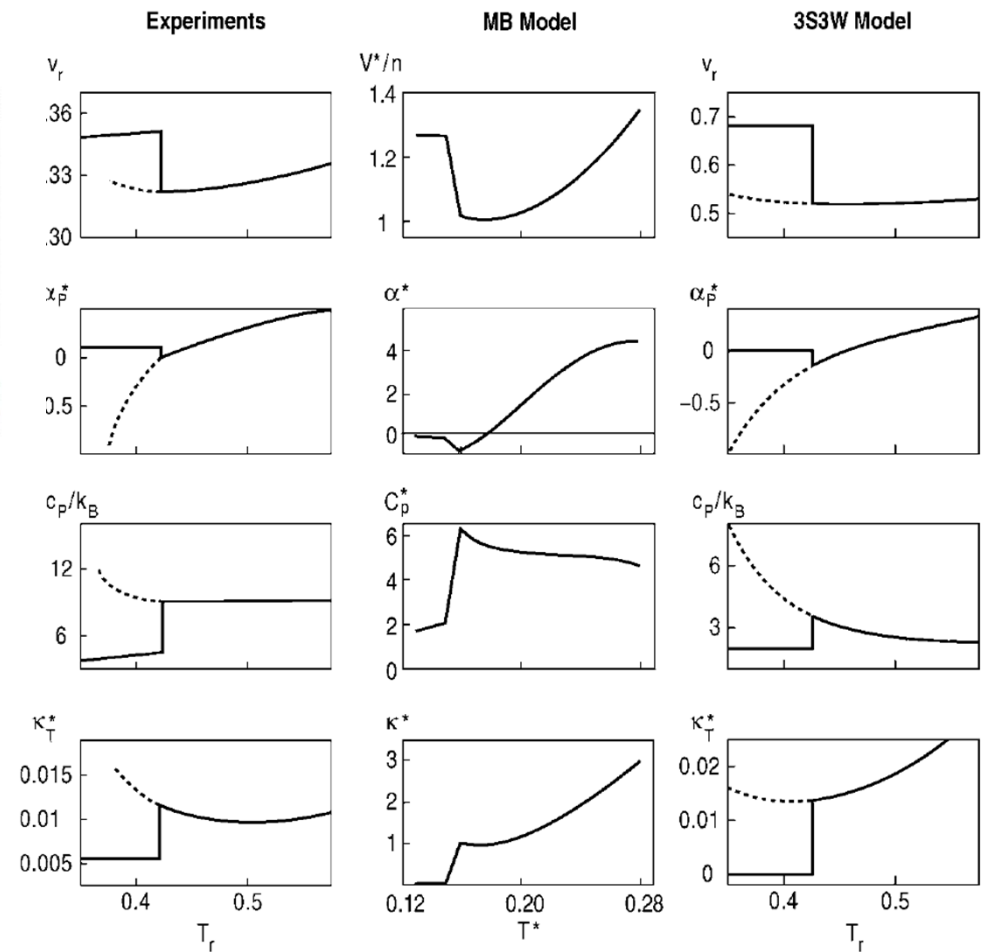 Experiments MB Model 3S3W Model
v_r V*/n v_r
.36 1.4 0.7
.33 1.2 0.6
.30 1 0.5
α_P* α* α_P*
0 4 0
0.5 2 −0.5
0
c_P/k_B C_p* c_P/k_B
12 6 6
6 4 3
2
0
κ_T* κ* κ_T*
0.015 3 0.02
0.010 2 0.01
0.005 1 0
0.4 0.5 0.12 0.20 0.28 0.4 0.5
T_r T* T_r